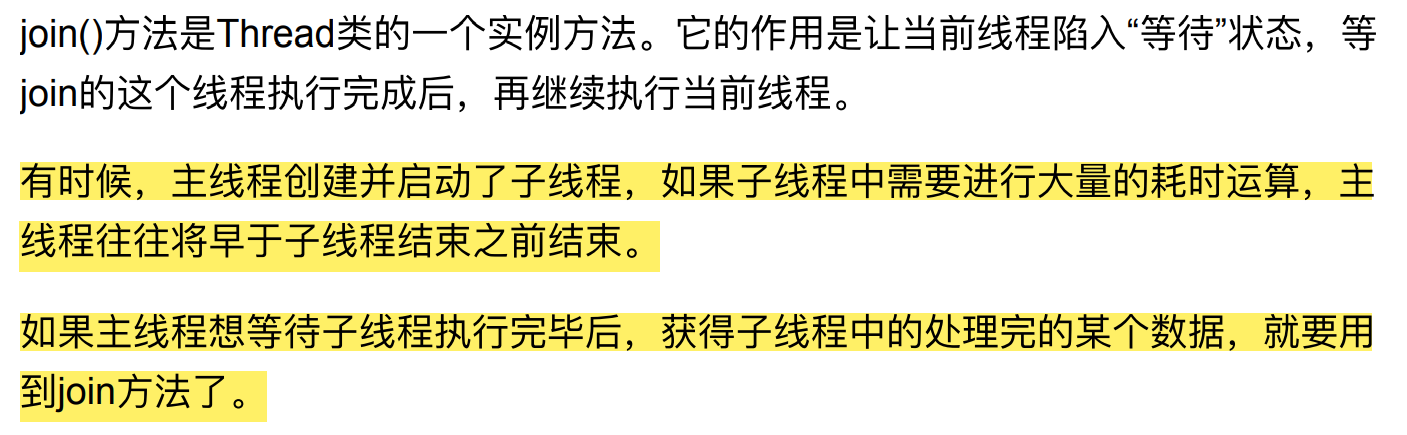 join()方法是Thread类的一个实例方法。它的作用是让当前线程陷入“等待”状态，等
join的这个线程执行完成后，再继续执行当前线程。
有时候，主线程创建并启动了子线程，如果子线程中需要进行大量的耗时运算，主
线程往往将早于子线程结束之前结束。
如果主线程想等待子线程执行完毕后，获得子线程中的处理完的某个数据，就要用
到join方法了。